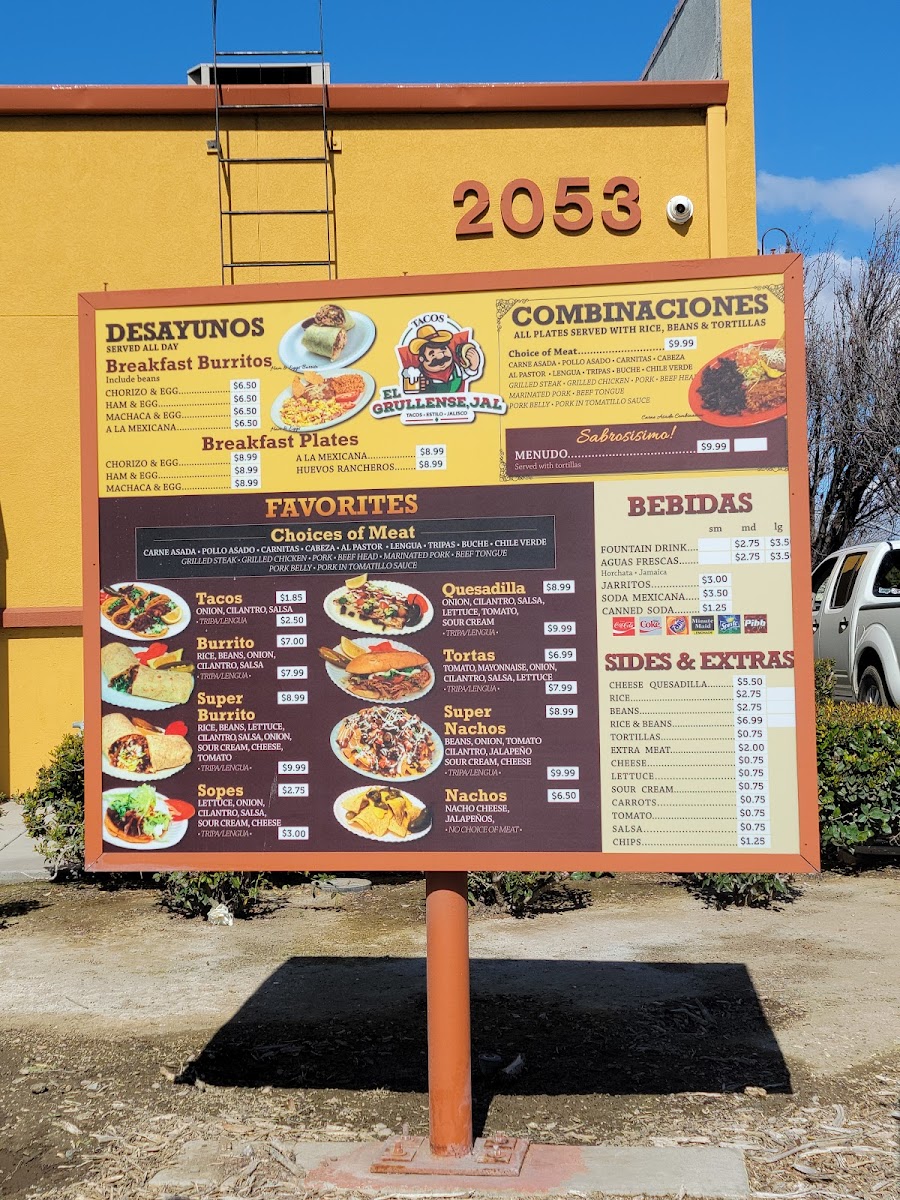 2053
DESAYUNOS
SERVED ALL DAY
Breakfast Burritos
Include beans
CHORIZO & EGG $6.50
HAM & EGG $6.50
MACHACA & EGG $6.50
A LA MEXICANA $6.50
Breakfast Plates
CHORIZO & EGG $8.99
HAM & EGG $8.99
MACHACA & EGG $8.99
A LA MEXICANA $8.99
HUEVOS RANCHEROS $8.99
TACOS
EL
GRULLENSE, JAL
TACOS • ESTILO • JALISCO
COMBINACIONES
ALL PLATES SERVED WITH RICE, BEANS & TORTILLAS
Choice of Meat $9.99
CARNE ASADA • POLLO ASADO • CARNITAS • CABEZA
AL PASTOR • LENGUA • TRIPAS • BUCHE • CHILE VERDE
GRILLED STEAK • GRILLED CHICKEN • PORK • BEEF HEA
MARINATED PORK • BEEF TONGUE
PORK BELLY • PORK IN TOMATILLO SAUCE
Sabrosisimo!
MENUDO $9.99
Served with tortillas
FAVORITES
Choices of Meat
CARNE ASADA • POLLO ASADO • CARNITAS • CABEZA • AL PASTOR • LENGUA • TRIPAS • BUCHE • CHILE VERDE
GRILLED STEAK • GRILLED CHICKEN • PORK • BEEF HEAD • MARINATED PORK • BEEF TONGUE
PORK BELLY • PORK IN TOMATILLO SAUCE
Tacos $1.85
ONION, CILANTRO, SALSA
• TRIPA/LENGUA $2.50
Burrito $7.00
RICE, BEANS, ONION,
CILANTRO, SALSA
• TRIPA/LENGUA • $7.99
Super $8.99
Burrito
RICE, BEANS, LETTUCE,
CILANTRO, SALSA, ONION,
SOUR CREAM, CHEESE,
TOMATO
• TRIPA/LENGUA • $9.99
Sopes $2.75
LETTUCE, ONION,
CILANTRO, SALSA,
SOUR CREAM, CHEESE
• TRIPA/LENGUA • $3.00
Quesadilla $8.99
ONION, CILANTRO, SALSA,
LETTUCE, TOMATO,
SOUR CREAM
• TRIPA/LENGUA • $9.99
Tortas $6.99
TOMATO, MAYONNAISE, ONION,
CILANTRO, SALSA, LETTUCE
• TRIPA/LENGUA • $7.99
Super $8.99
Nachos
BEANS, ONION, TOMATO
CILANTRO, JALAPEÑO
SOUR CREAM, CHEESE
• TRIPA/LENGUA • $9.99
Nachos $6.50
NACHO CHEESE,
JALAPEÑOS,
• NO CHOICE OF MEAT •
BEBIDAS
sm md lg
FOUNTAIN DRINK $2.75 $3.5
AGUAS FRESCAS $2.75 $3.5
Horchata • Jamaica
JARRITOS $3.00
SODA MEXICANA $3.50
CANNED SODA $1.25
Coca-Cola Coke Fanta Minute Maid LEMONADE Sprite Pibb
SIDES & EXTRAS
CHEESE QUESADILLA $5.50
RICE $2.75
BEANS $2.75
RICE & BEANS $6.99
TORTILLAS $0.75
EXTRA MEAT $2.00
CHEESE $0.75
LETTUCE $0.75
SOUR CREAM $0.75
CARROTS $0.75
TOMATO $0.75
SALSA $0.75
CHIPS $1.25